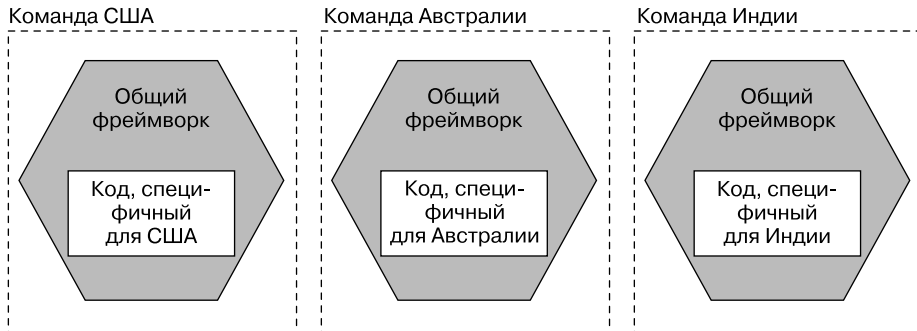 Команда США
Общий
фреймворк
Код, специ-
фичный
для США
Команда Австралии
Общий
фреймворк
Код, специ-
фичный
для Австралии
Команда Индии
Общий
фреймворк
Код, специ-
фичный
для Индии